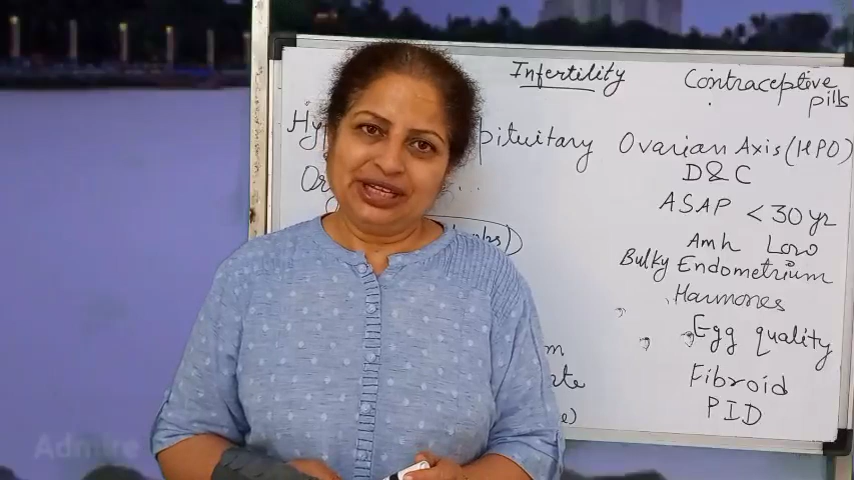 Infertility
Contraceptive
pills
Hy pituitary Ovarian Axis (HPO)
D&C
ASAP < 30 yr
Amh Low
Bulky Endometrium
Harmones
Egg quality
Fibroid
PID